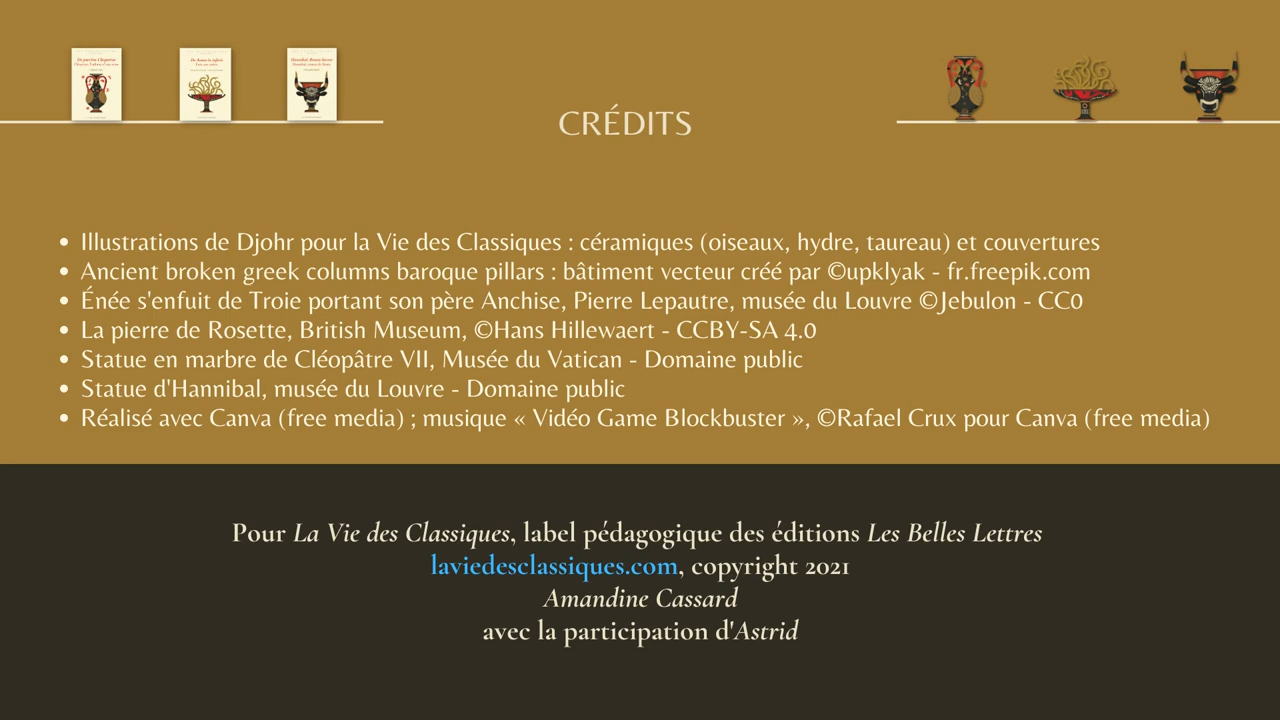 CRÉDITS
• Illustrations de Djohr pour la Vie des Classiques : céramiques (oiseaux, hydre, taureau) et couvertures
• Ancient broken greek columns baroque pillars : bâtiment vecteur créé par ©upklyak - fr.freepik.com
• Énée s'enfuit de Troie portant son père Anchise, Pierre Lepautre, musée du Louvre ©Jebulon - CC0
• La pierre de Rosette, British Museum, ©Hans Hillewaert - CCBY-SA 4.0
• Statue en marbre de Cléopâtre VII, Musée du Vatican - Domaine public
• Statue d'Hannibal, musée du Louvre - Domaine public
• Réalisé avec Canva (free media) ; musique « Vidéo Game Blockbuster », ©Rafael Crux pour Canva (free media)
Pour La Vie des Classiques, label pédagogique des éditions Les Belles Lettres
laviedesclassiques.com, copyright 2021
Amandine Cassard
avec la participation d'Astrid